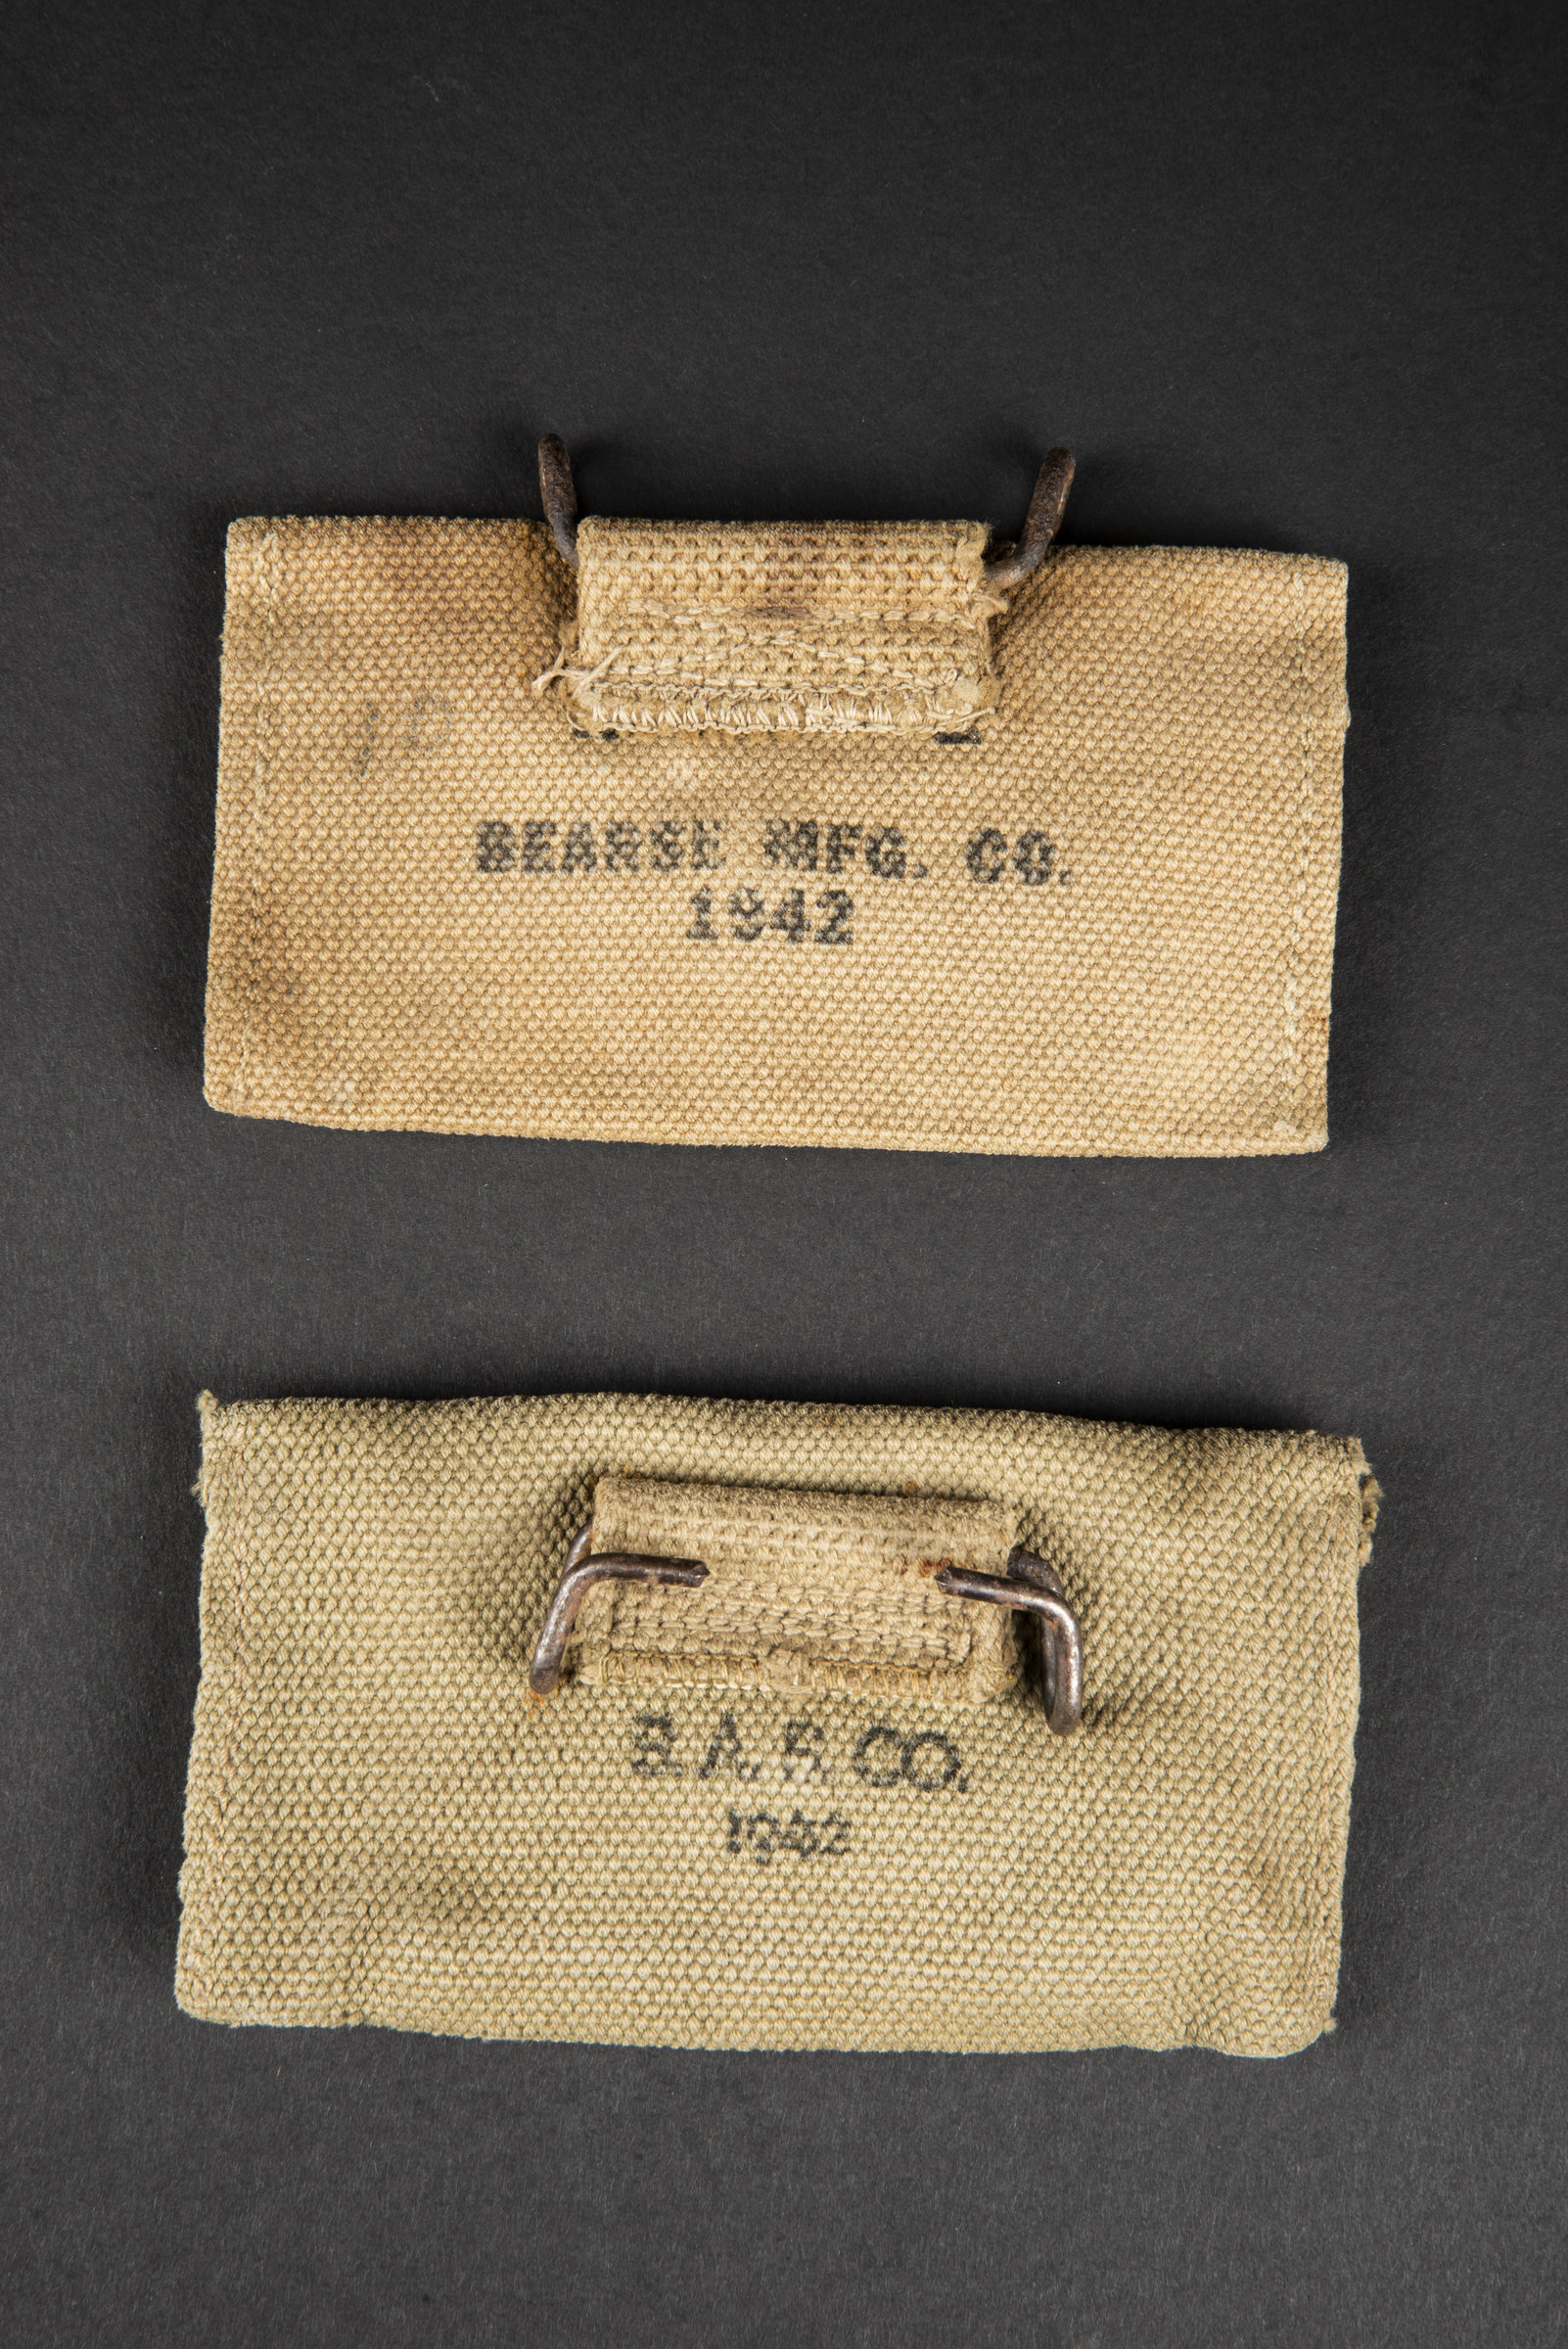 BEARSE MFG. CO.
1942
B. A. S. CO.
1942